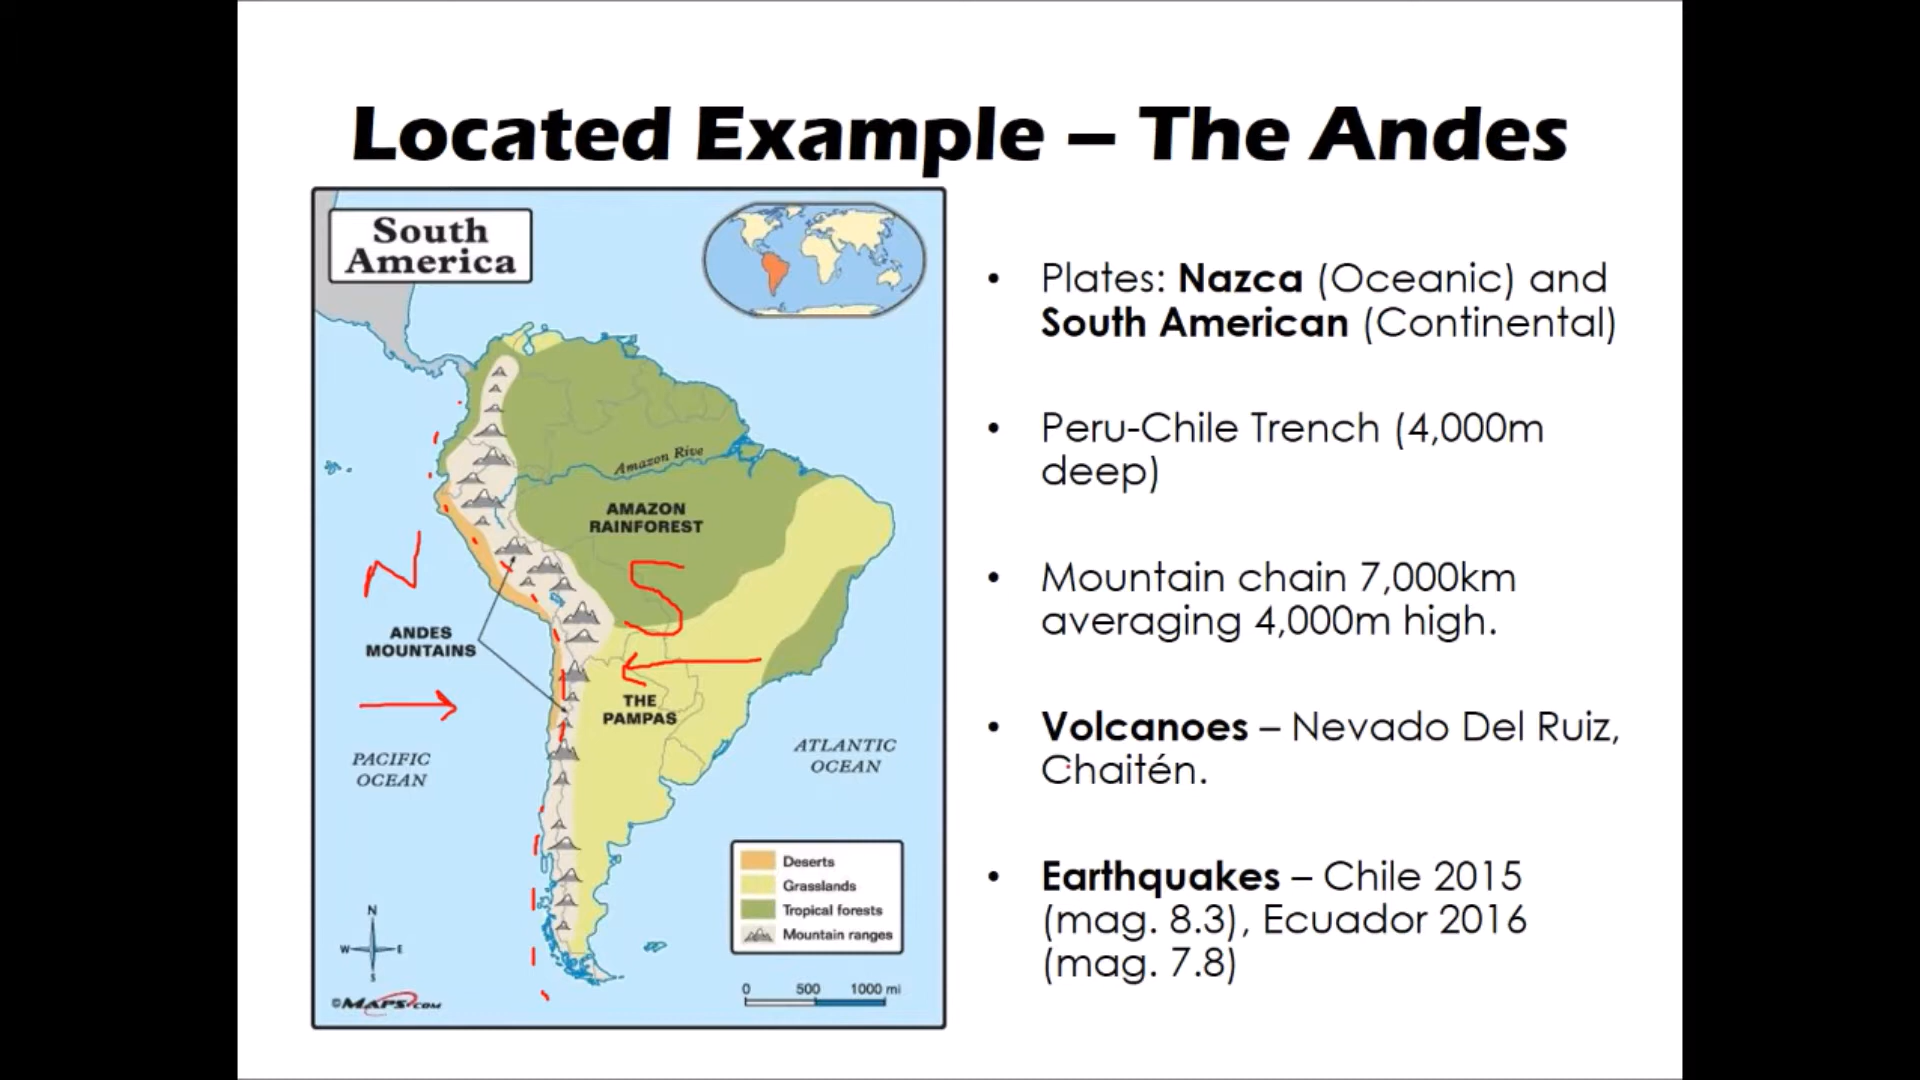 Located Example – The Andes
South
America
Amazon Rive
AMAZON
RAINFOREST
N
S
ANDES
MOUNTAINS
THE
PAMPAS
PACIFIC
OCEAN
ATLANTIC
OCEAN
Deserts
Grasslands
Tropical forests
Mountain ranges
N
W E
S
©MAPS.COM
0 500 1000 mi
• Plates: Nazca (Oceanic) and
South American (Continental)
• Peru-Chile Trench (4,000m
deep)
• Mountain chain 7,000km
averaging 4,000m high.
• Volcanoes – Nevado Del Ruiz,
Chaitén.
• Earthquakes – Chile 2015
(mag. 8.3), Ecuador 2016
(mag. 7.8)